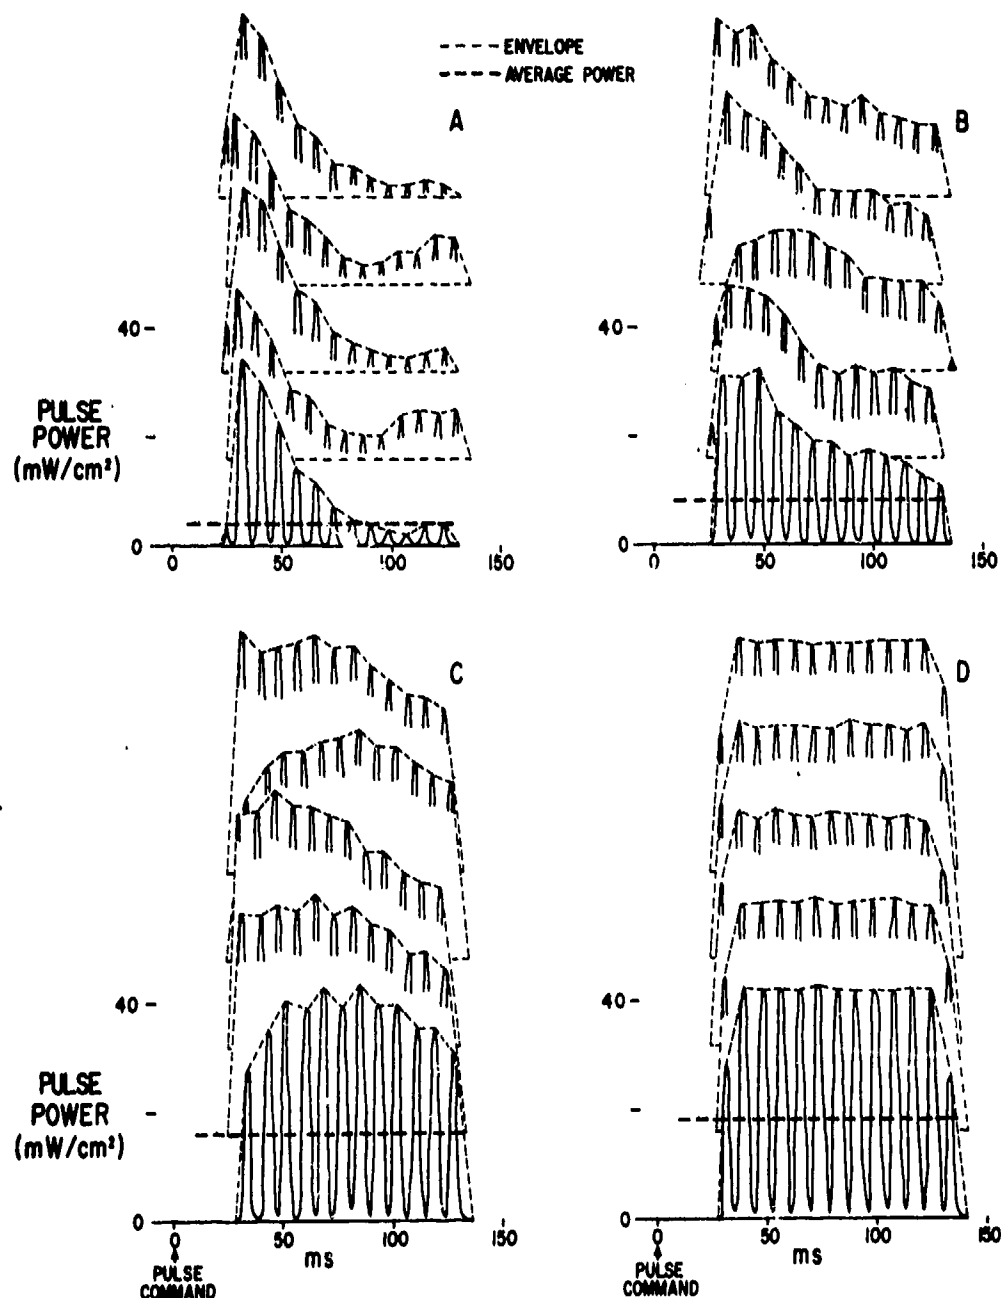 ---- ENVELOPE
---- AVERAGE POWER
A
B
40
40
PULSE
POWER
(mW/cm²)
0
0
0 50 100 150
0 50 100 150
C
D
40
40
PULSE
POWER
(mW/cm²)
0
0
0 50 100 150
0 50 100 150
ms
ms
PULSE
COMMAND
PULSE
COMMAND